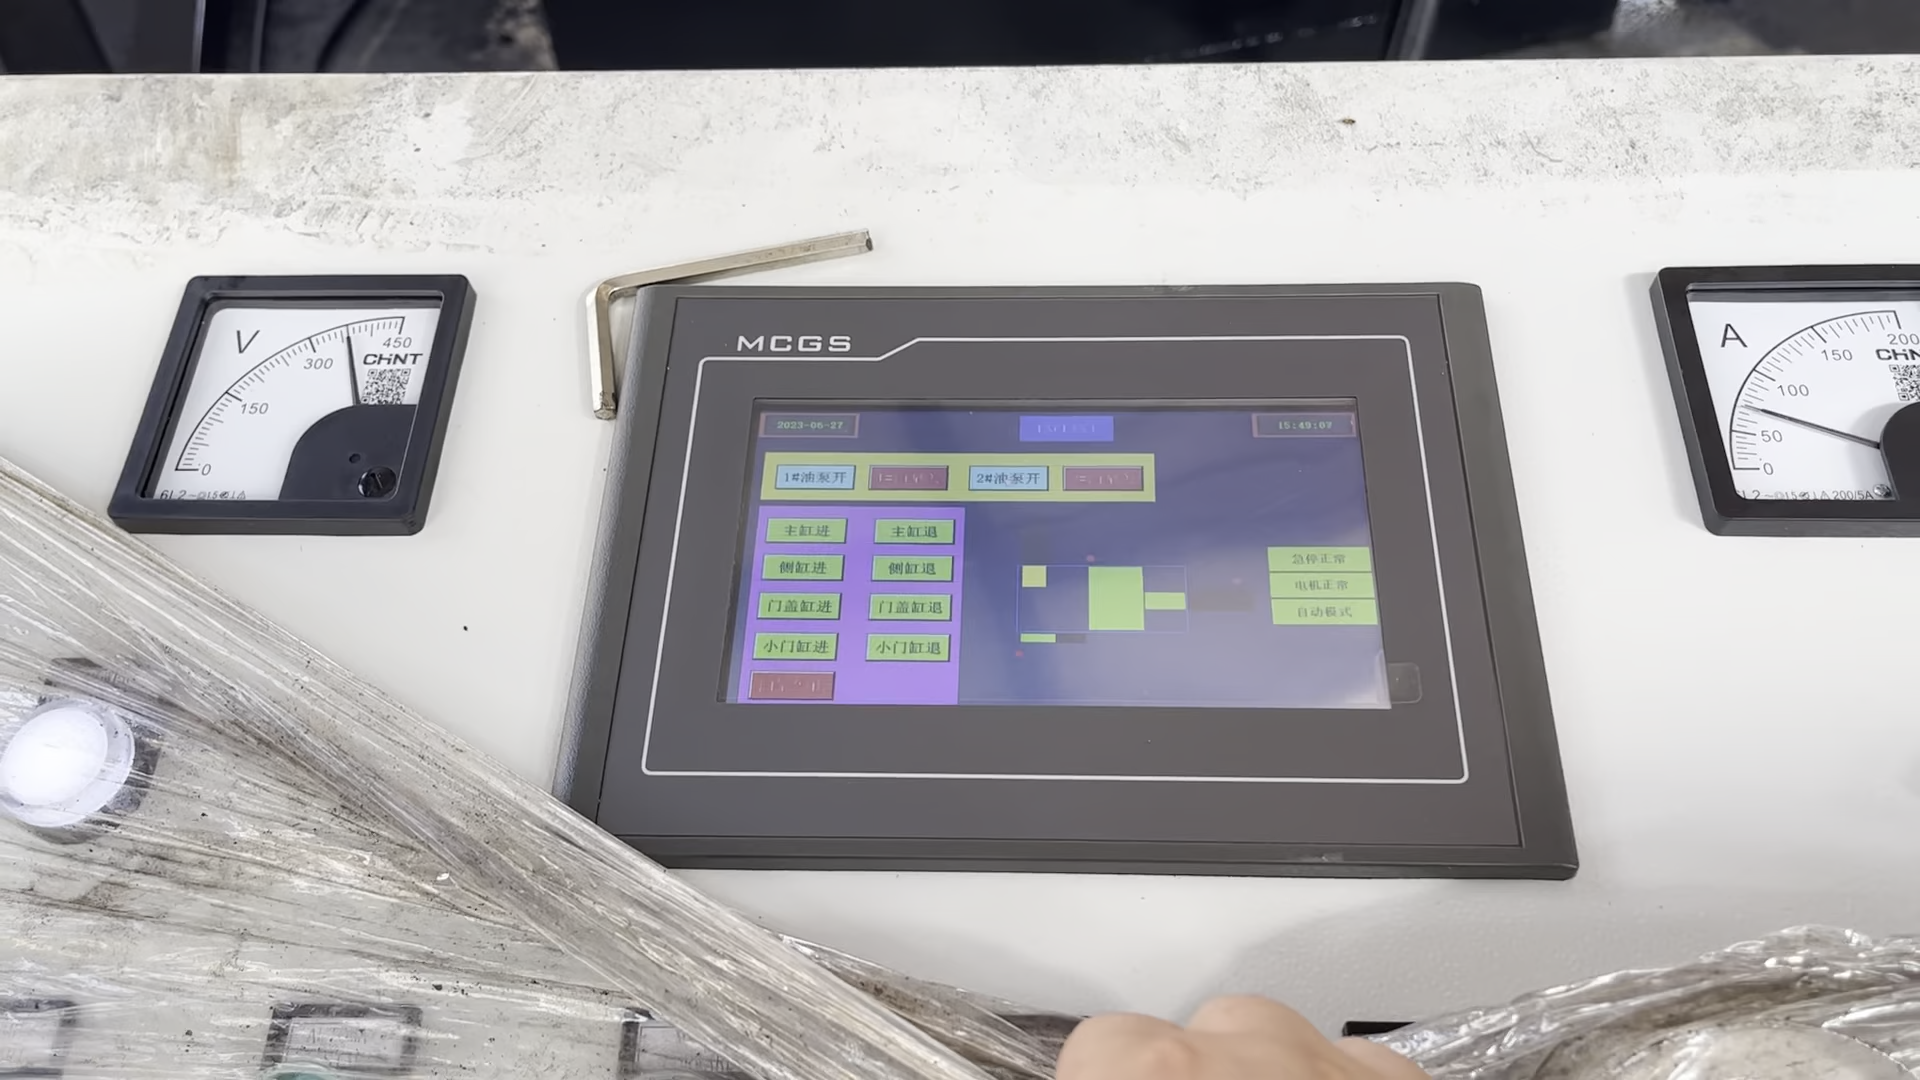 V
450
CHNT
300
150
0
MCGS
2023-06-27
15:49:07
1#油泵开
2#油泵开
主缸进
主缸退
侧缸进
侧缸退
门盖缸进
门盖缸退
小门缸进
小门缸退
急停正常
电机正常
自动模式
A
200
150
100
50
0
200/5A